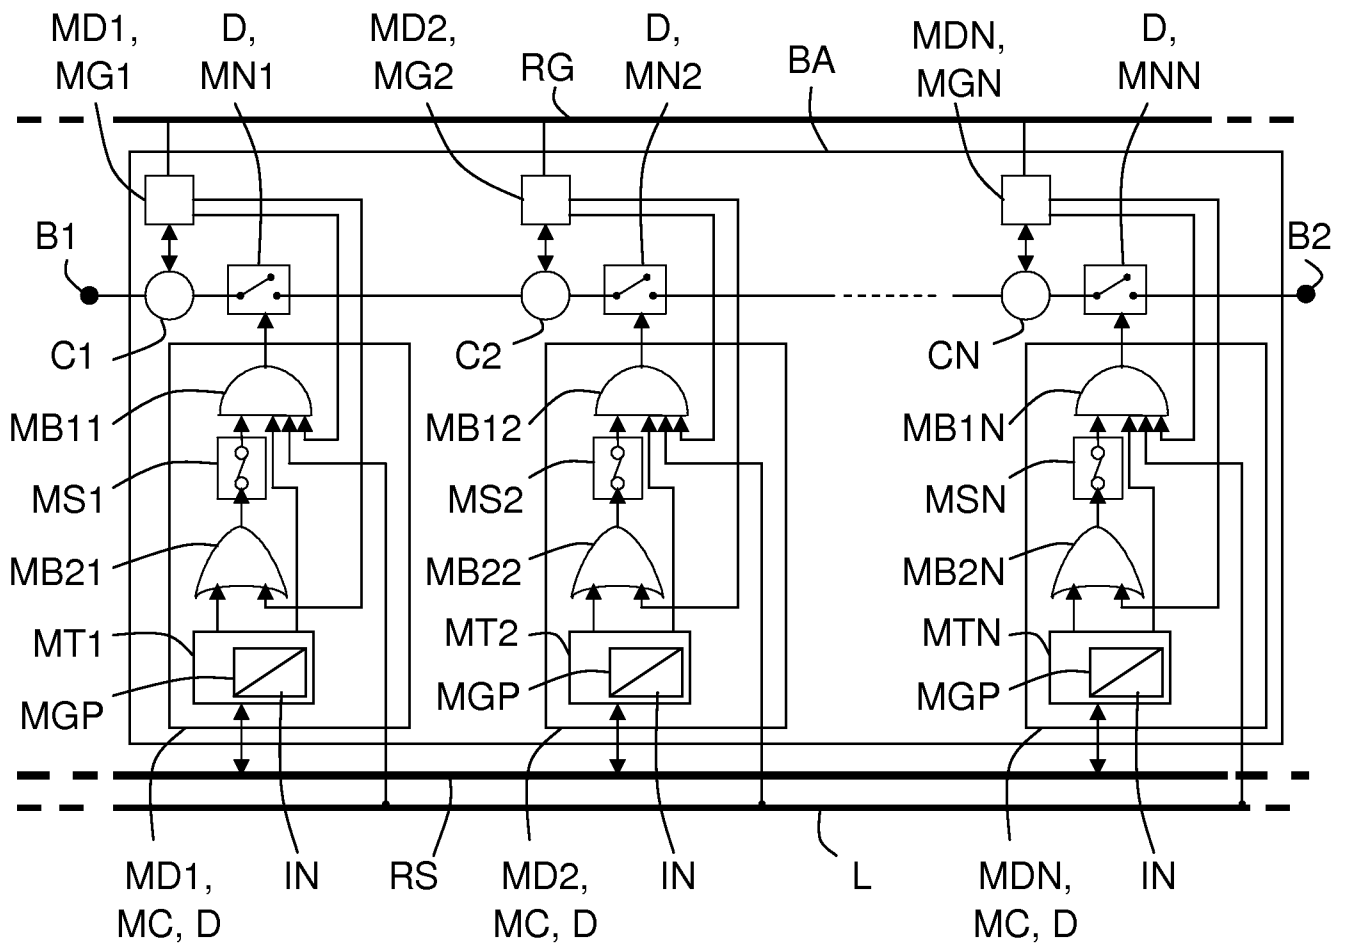 MD1,
MG1
D,
MN1
MD2,
MG2
RG
D,
MN2
BA
MDN,
MGN
D,
MNN
B1
B2
C1
C2
CN
MB11
MB12
MB1N
MS1
MS2
MSN
MB21
MB22
MB2N
MT1
MT2
MTN
MGP
MGP
MGP
MD1,
MC, D
IN
RS
MD2,
MC, D
IN
L
MDN,
MC, D
IN